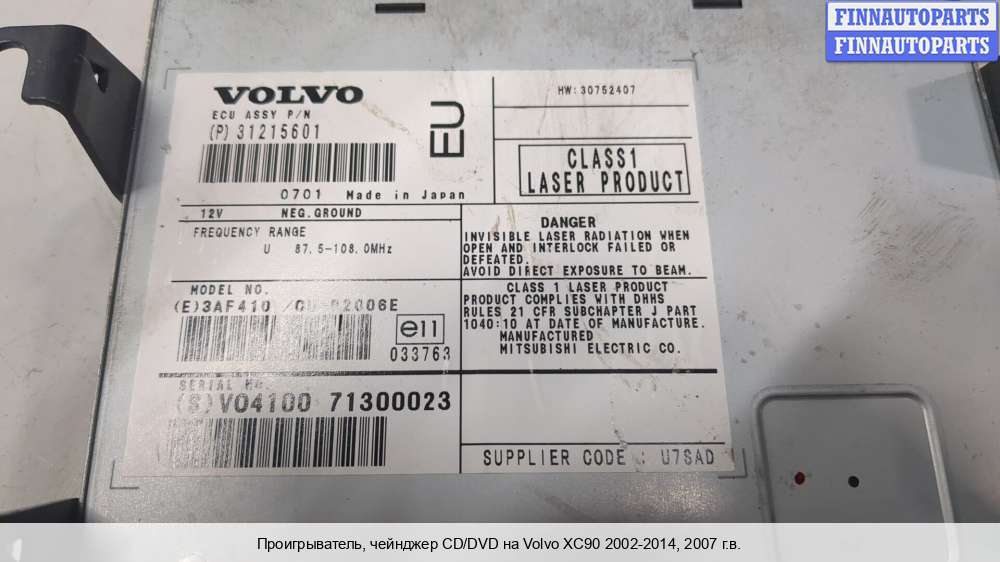 FINNAUTOPARTS
FINNAUTOPARTS
VOLVO
ECU ASSY P/N
(P) 31215601
EU
0701 Made in Japan
12V NEG.GROUND
FREQUENCY RANGE
U 87.5-108.0MHz
MODEL NO.
(E)3AF410 2006E
e11
033763
SERIAL
(S)V04100 71300023
HW:30752407
CLASS1
LASER PRODUCT
DANGER
INVISIBLE LASER RADIATION WHEN
OPEN AND INTERLOCK FAILED OR
DEFEATED.
AVOID DIRECT EXPOSURE TO BEAM.
CLASS 1 LASER PRODUCT
PRODUCT COMPLIES WITH DHHS
RULES 21 CFR SUBCHAPTER J PART
1040:10 AT DATE OF MANUFACTURE.
MANUFACTURED
MITSUBISHI ELECTRIC CO.
SUPPLIER CODE : U7SAD
Проигрыватель, чейнджер CD/DVD на Volvo XC90 2002-2014, 2007 г.в.